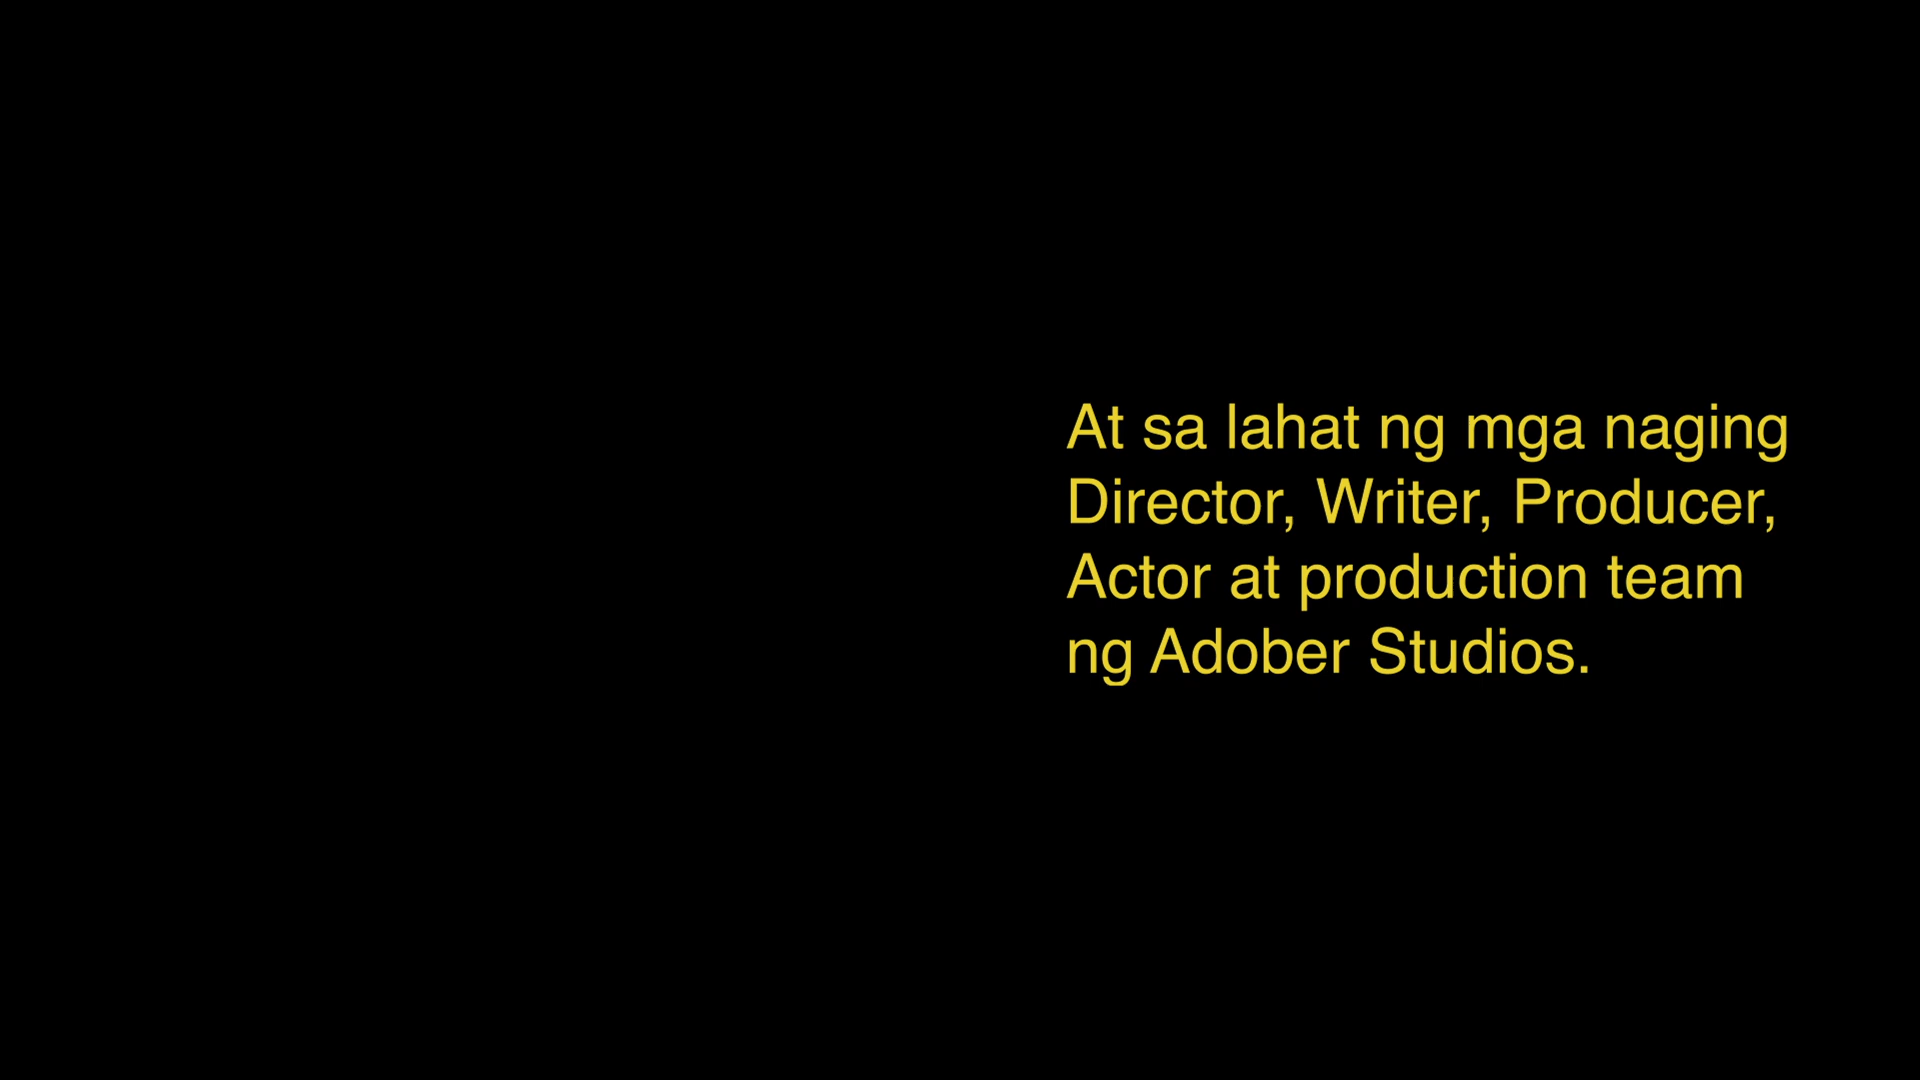 At sa lahat ng mga naging
Director, Writer, Producer,
Actor at production team
ng Adober Studios.